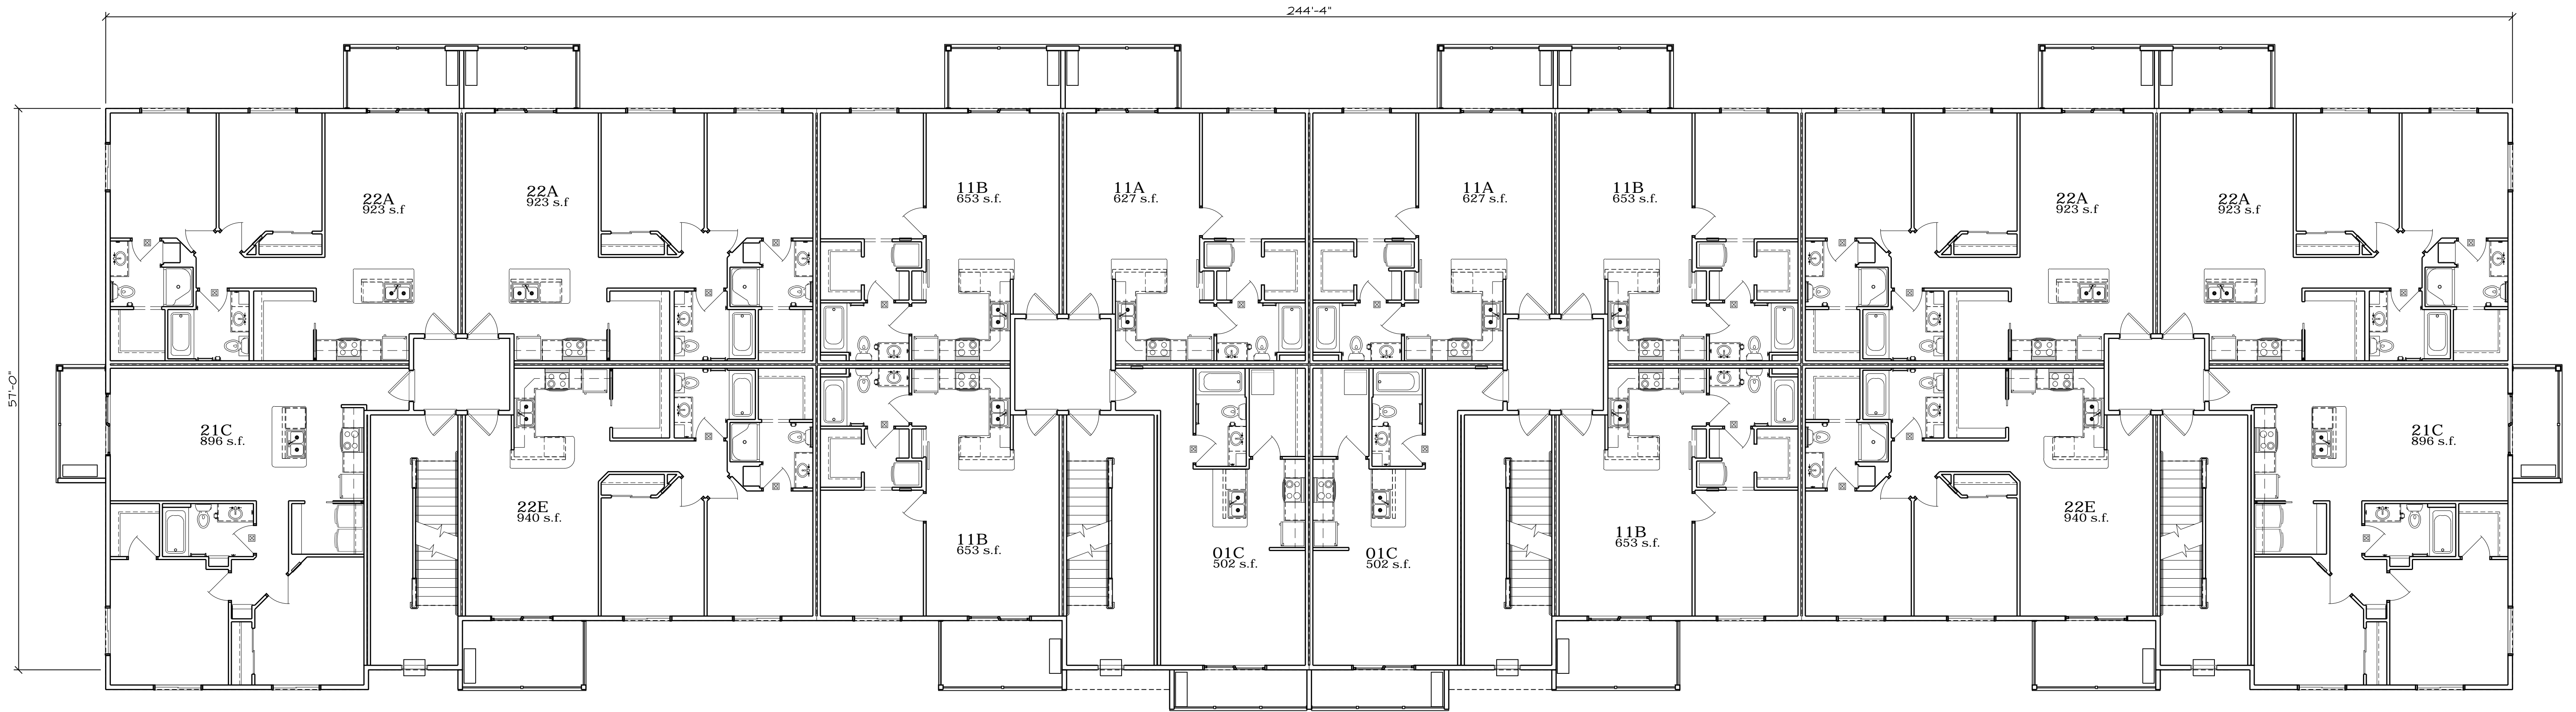 244'-4"
57'-0"
22A
923 s.f
22A
923 s.f
11B
653 s.f.
11A
627 s.f.
11A
627 s.f.
11B
653 s.f.
22A
923 s.f
22A
923 s.f
21C
896 s.f.
22E
940 s.f.
11B
653 s.f.
01C
502 s.f.
01C
502 s.f.
11B
653 s.f.
22E
940 s.f.
21C
896 s.f.